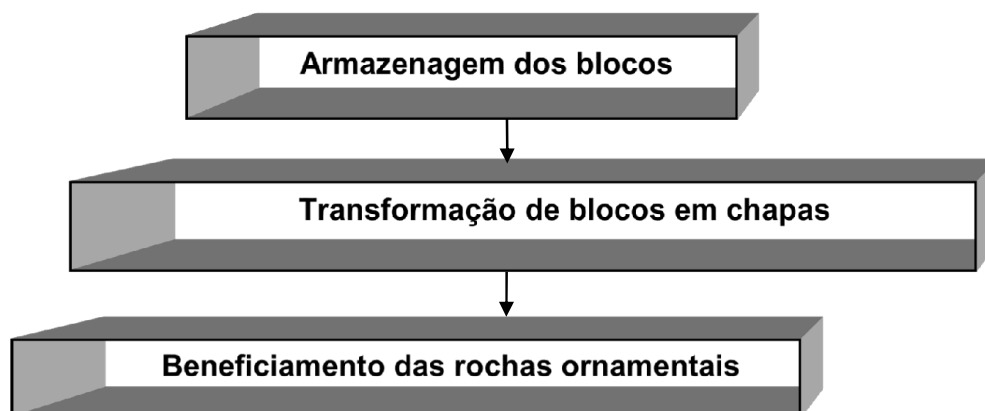 Armazenagem dos blocos
Transformação de blocos em chapas
Beneficiamento das rochas ornamentais